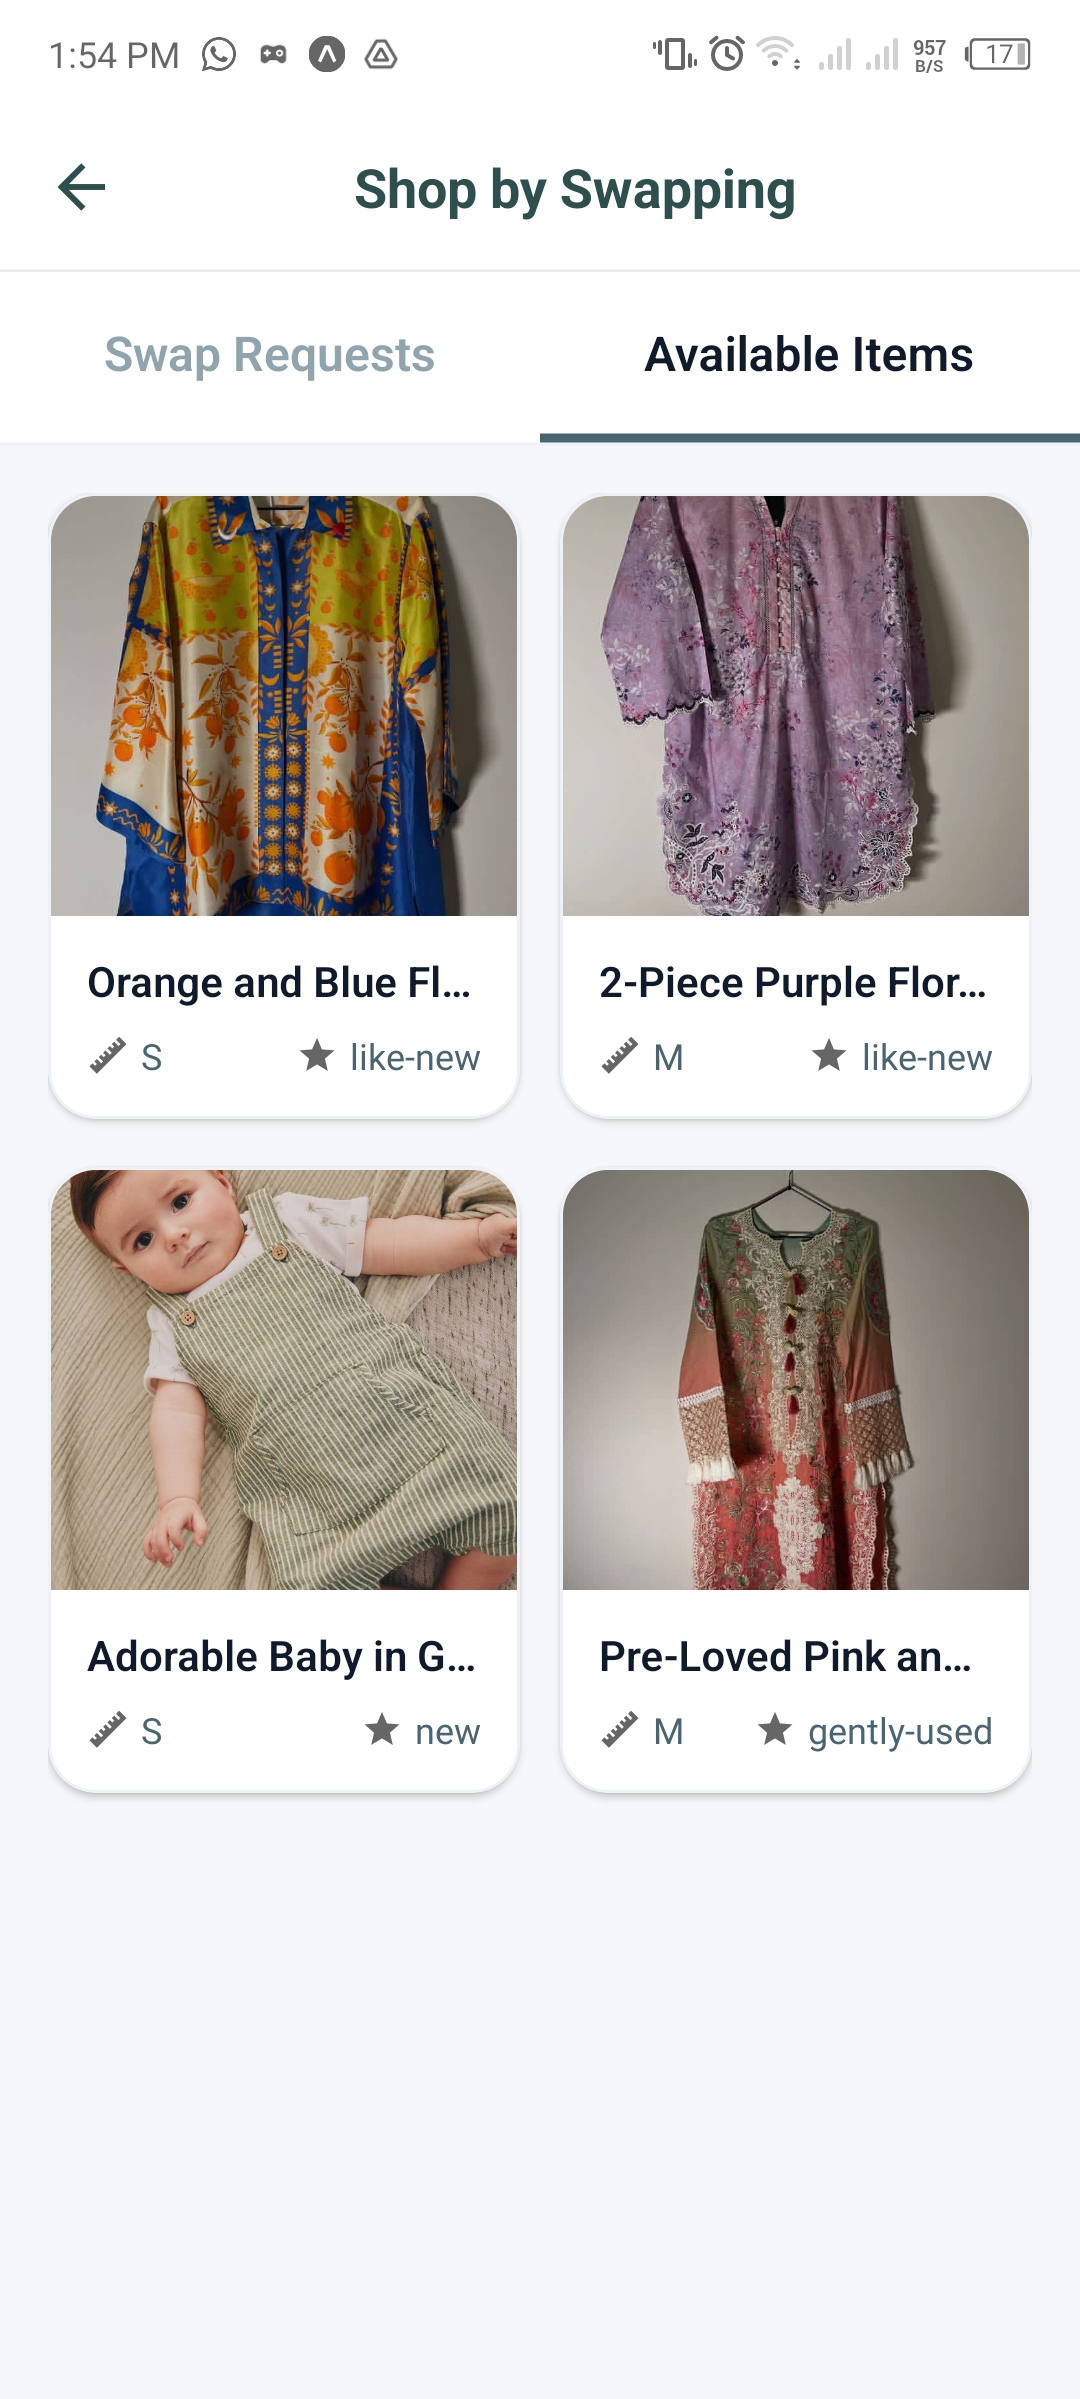 1:54 PM
957
B/S
17
Shop by Swapping
Swap Requests
Available Items
Orange and Blue Fl...
S
like-new
2-Piece Purple Flor...
M
like-new
Adorable Baby in G...
S
new
Pre-Loved Pink an...
M
gently-used